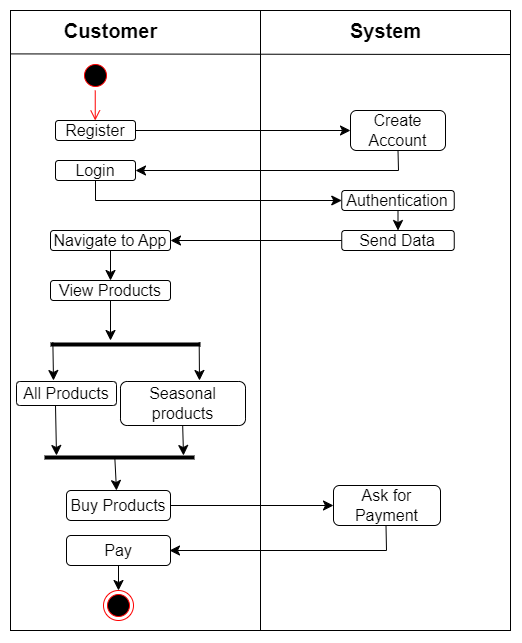 Customer
System
Register
Create
Account
Login
Authentication
Navigate to App
Send Data
View Products
All Products
Seasonal
products
Buy Products
Ask for
Payment
Pay